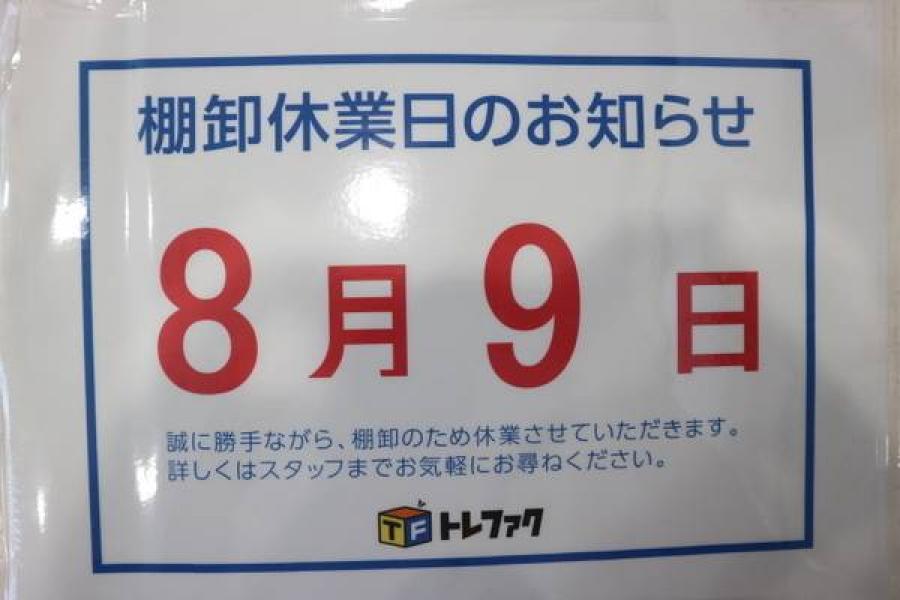 棚卸休業日のお知らせ
8月9日
誠に勝手ながら、棚卸のため休業させていただきます。
詳しくはスタッフまでお気軽にお尋ねください。
TF トレファク